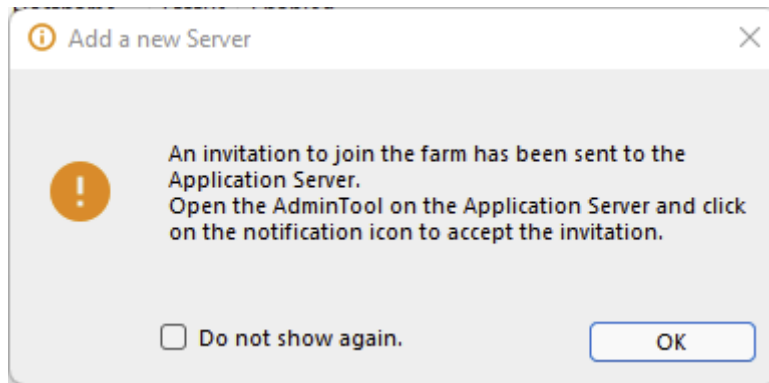 Add a new Server
An invitation to join the farm has been sent to the
Application Server.
Open the AdminTool on the Application Server and click
on the notification icon to accept the invitation.
Do not show again.
OK